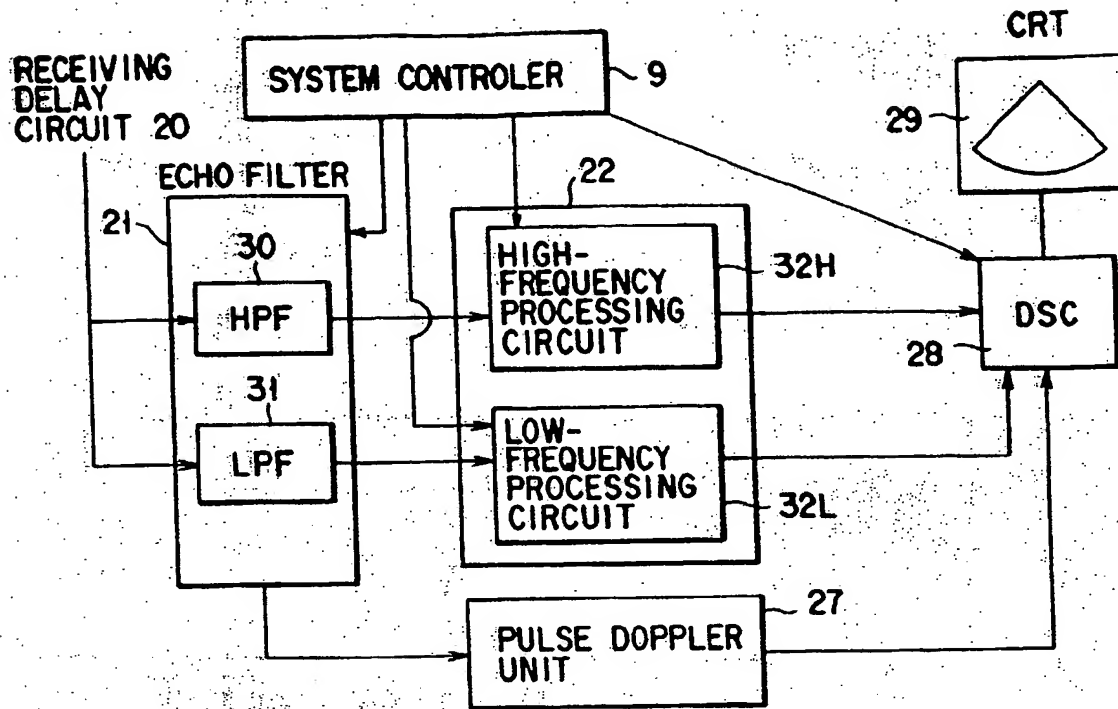 CRT
RECEIVING
DELAY
CIRCUIT 20
SYSTEM CONTROLER
9
29
ECHO FILTER
21
22
30
HPF
HIGH-
FREQUENCY
PROCESSING
CIRCUIT
32H
DSC
28
31
LPF
LOW-
FREQUENCY
PROCESSING
CIRCUIT
32L
27
PULSE DOPPLER
UNIT